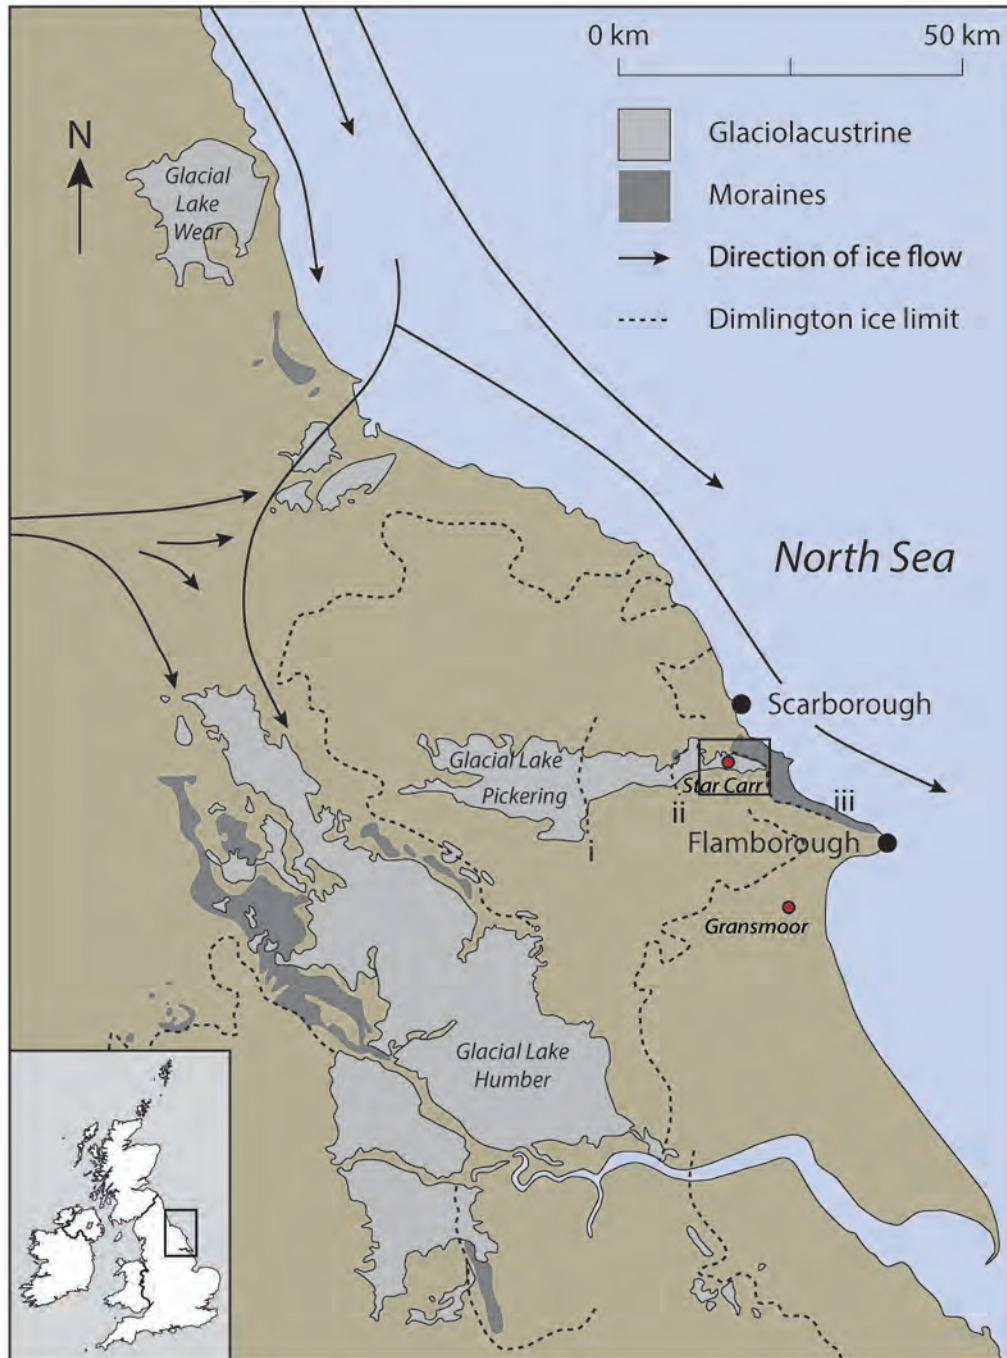 0 km 50 km
N
Glaciolacustrine
Moraines
Direction of ice flow
Dimlington ice limit
Glacial
Lake
Wear
North Sea
Scarborough
Glacial Lake
Pickering
Star Carr
i
ii
iii
Flamborough
Gransmoor
Glacial Lake
Humber